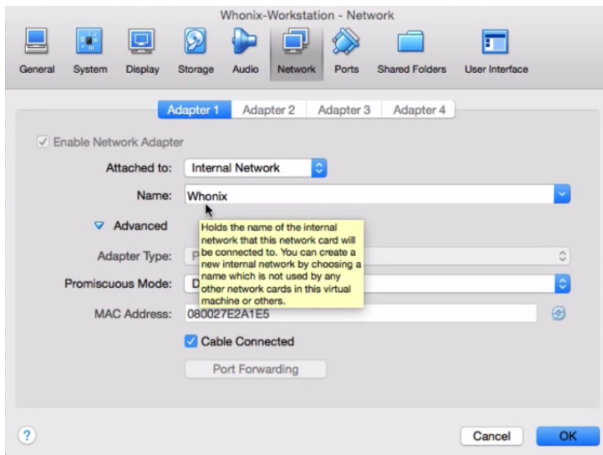 Whonix-Workstation - Network
General System Display Storage Audio Network Ports Shared Folders User Interface
Adapter 1 Adapter 2 Adapter 3 Adapter 4
Enable Network Adapter
Attached to: Internal Network
Name: Whonix
Advanced
Holds the name of the internal
network that this network card will
be connected to. You can create a
new internal network by choosing a
name which is not used by any
other network cards in this virtual
machine or others.
Adapter Type:
Promiscuous Mode:
MAC Address: 080027E2A1E5
Cable Connected
Port Forwarding
?
Cancel OK